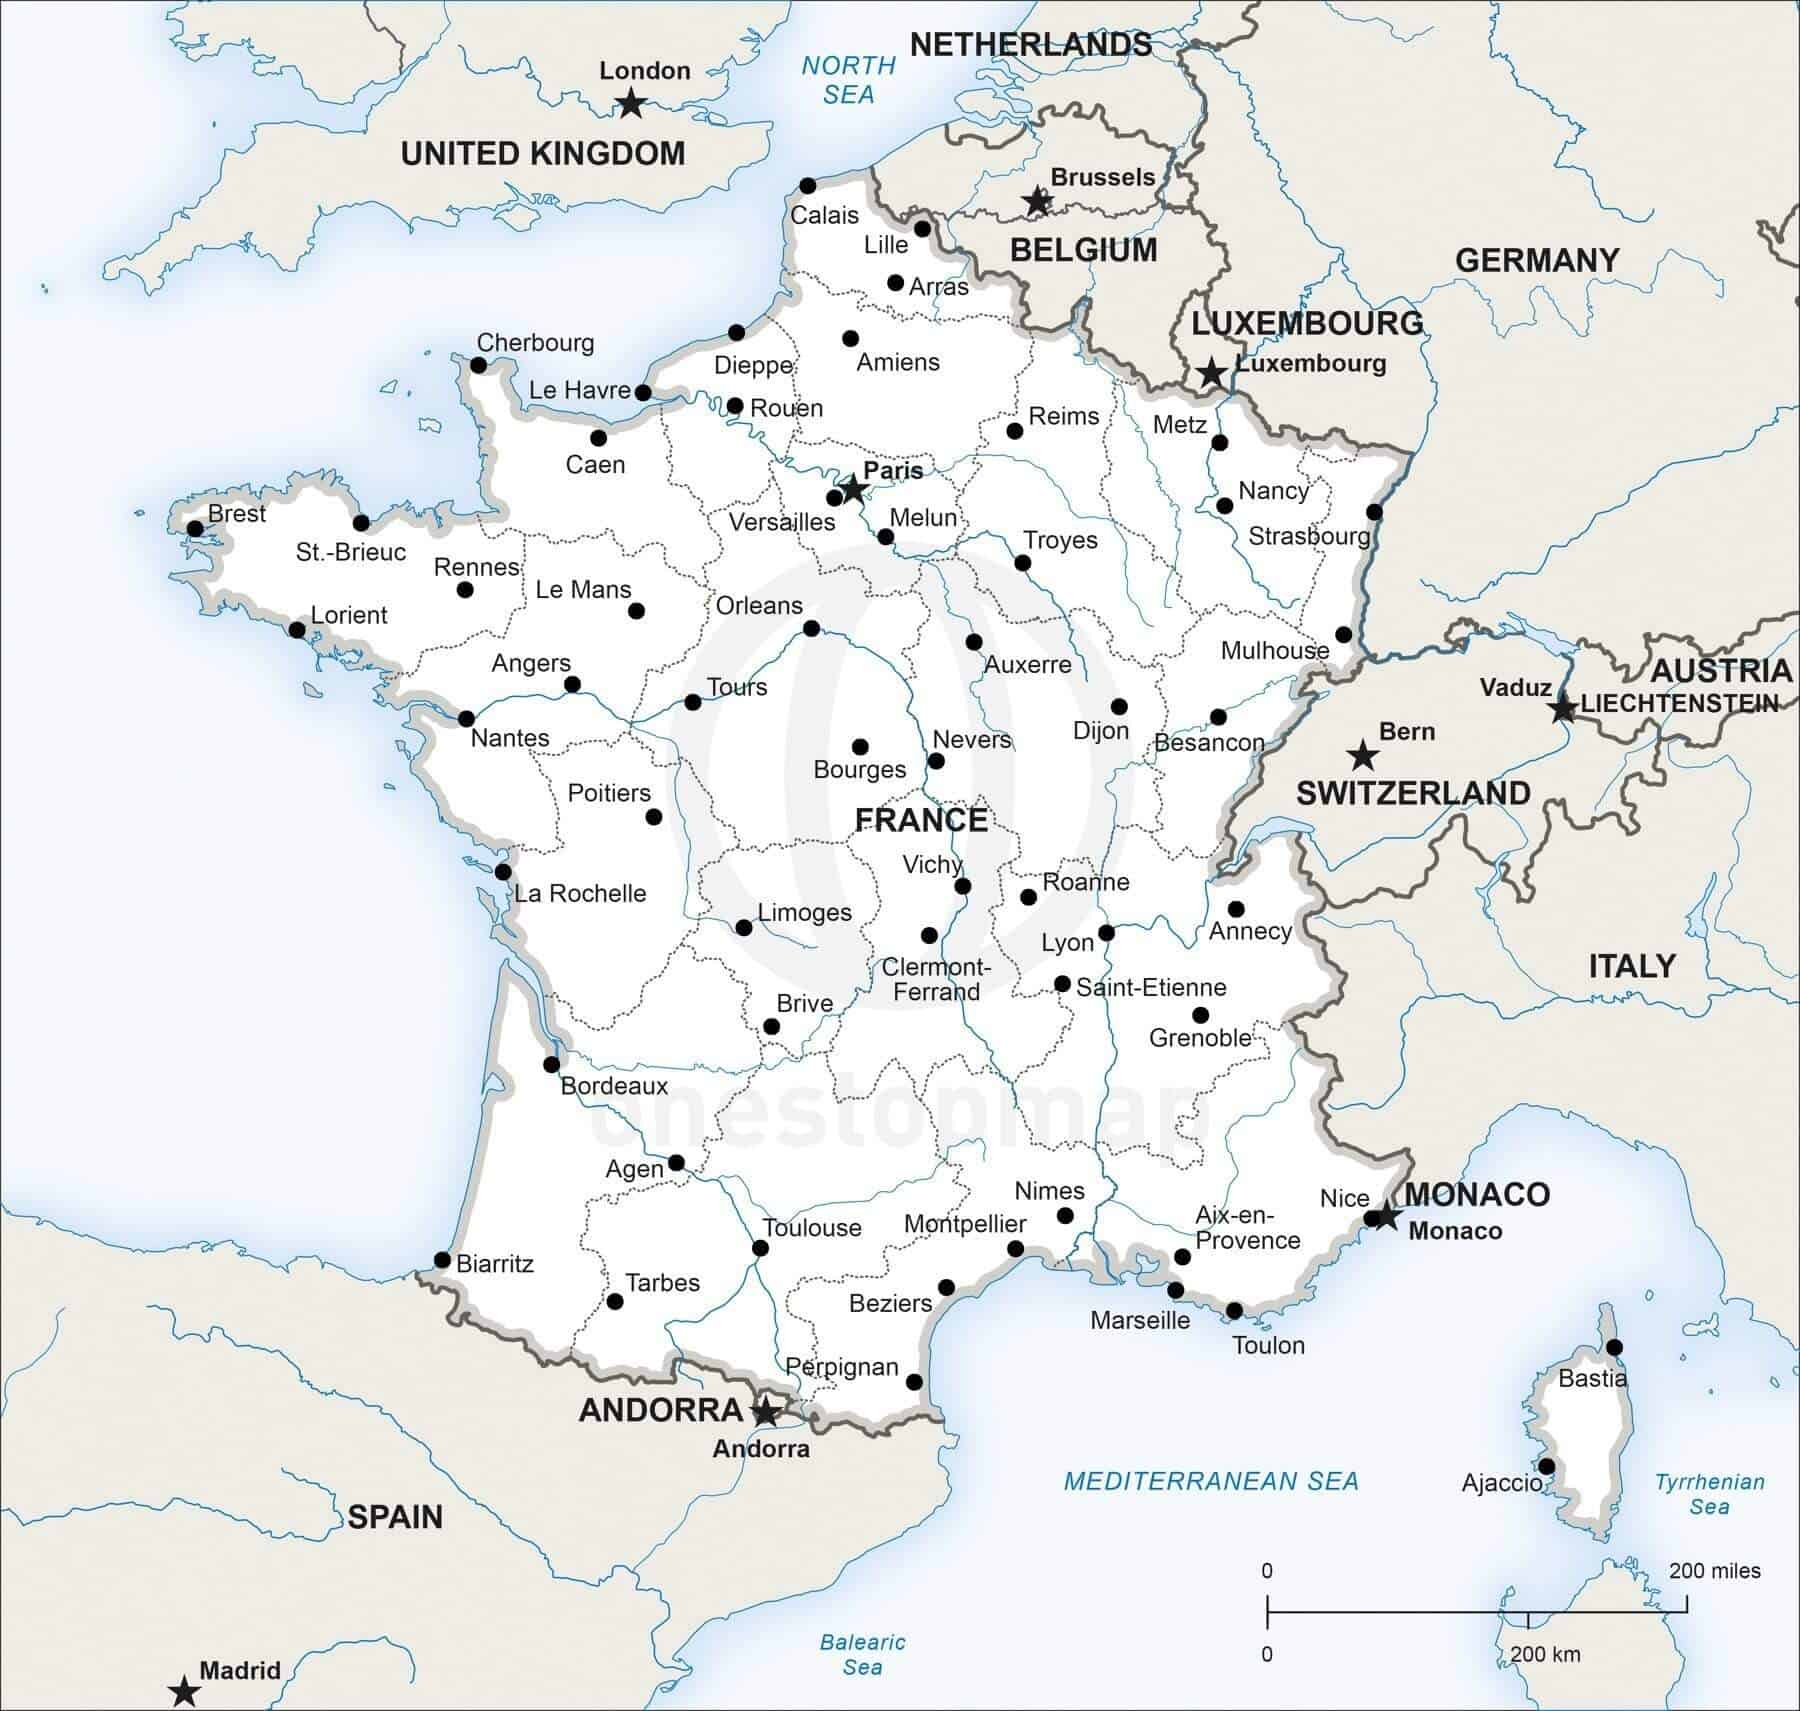 NETHERLANDS
London
NORTH
SEA
UNITED KINGDOM
Brussels
Calais
Lille
BELGIUM
GERMANY
Arras
LUXEMBOURG
Cherbourg
Dieppe
Amiens
Luxembourg
Le Havre
Rouen
Reims
Metz
Caen
Paris
Nancy
Brest
Versailles
Melun
Strasbourg
St.-Brieuc
Troyes
Rennes
Le Mans
Orleans
Lorient
Mulhouse
Angers
Auxerre
AUSTRIA
Tours
Vaduz
LIECHTENSTEIN
Nantes
Dijon
Besancon
Nevers
Bern
Bourges
Poitiers
SWITZERLAND
FRANCE
Vichy
Roanne
La Rochelle
Limoges
Annecy
Lyon
Clermont-
Ferrand
ITALY
Saint-Etienne
Brive
Grenoble
Bordeaux
onestopmap
Agen
Nimes
Nice
MONACO
Monaco
Toulouse
Montpellier
Aix-en-
Provence
Biarritz
Tarbes
Beziers
Marseille
Toulon
Perpignan
Bastia
ANDORRA
Andorra
MEDITERRANEAN SEA
Ajaccio
Tyrrhenian
Sea
SPAIN
0
200 miles
Balearic
Sea
0
200 km
Madrid